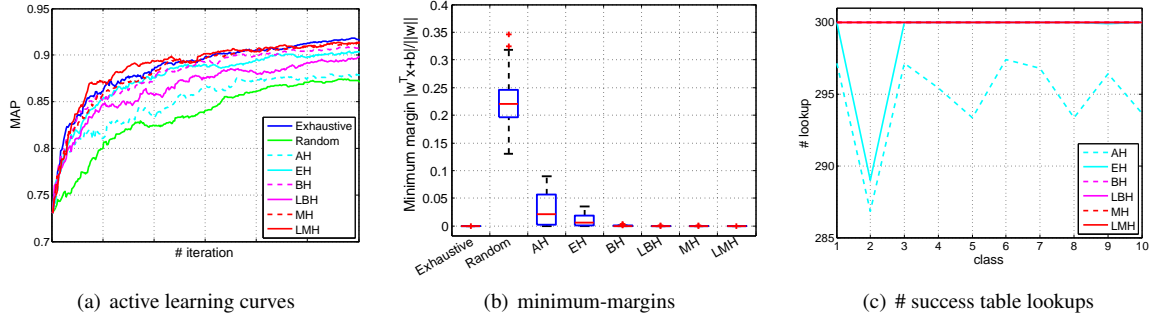 MAP
0.95
0.9
0.85
0.8
0.75
0.7
Exhaustive
Random
AH
EH
BH
LBH
MH
LMH
# iteration
(a) active learning curves
Minimum margin |w^T x+b|/||w||
0.4
0.35
0.3
0.25
0.2
0.15
0.1
0.05
0
Exhaustive
Random
AH
EH
BH
LBH
MH
LMH
(b) minimum-margins
# lookup
300
295
290
285
AH
EH
BH
LBH
MH
LMH
1 2 3 4 5 6 7 8 9 10
class
(c) # success table lookups